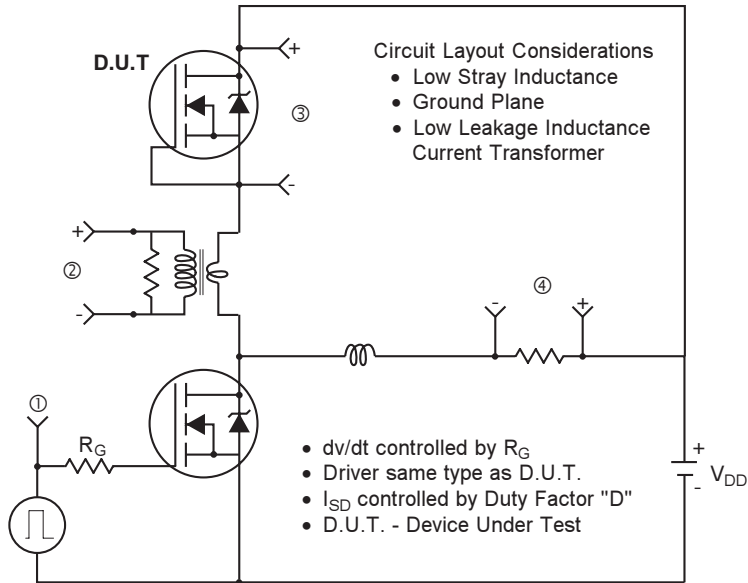 D.U.T
+
③
-
Circuit Layout Considerations
• Low Stray Inductance
• Ground Plane
• Low Leakage Inductance
Current Transformer
+
②
-
- ④ +
①
R_G
• dv/dt controlled by R_G
• Driver same type as D.U.T.
• I_SD controlled by Duty Factor "D"
• D.U.T. - Device Under Test
+
V_DD
-